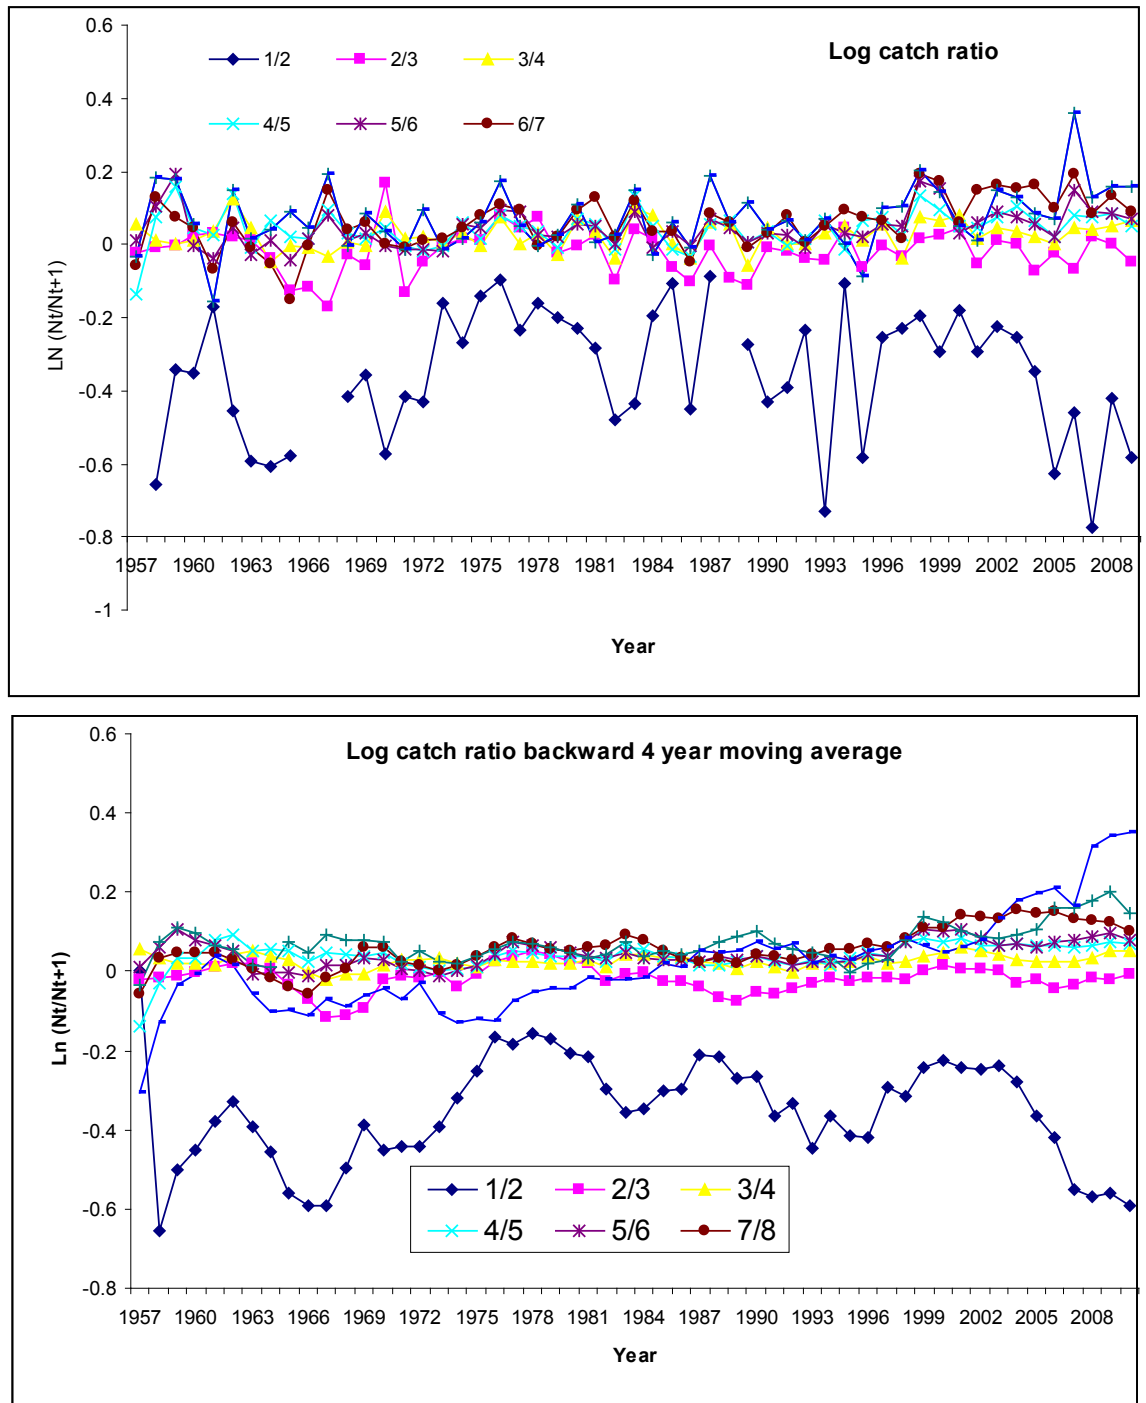 0.6
Log catch ratio
1/2 2/3 3/4
0.4
4/5 5/6 6/7
0.2
0
LN (Nt/Nt+1)
-0.2
-0.4
-0.6
-0.8
1957 1960 1963 1966 1969 1972 1975 1978 1981 1984 1987 1990 1993 1996 1999 2002 2005 2008
-1
Year
0.6
Log catch ratio backward 4 year moving average
0.4
0.2
0
Ln (Nt/Nt+1)
-0.2
-0.4
1/2 2/3 3/4
-0.6
4/5 5/6 7/8
-0.8
1957 1960 1963 1966 1969 1972 1975 1978 1981 1984 1987 1990 1993 1996 1999 2002 2005 2008
Year